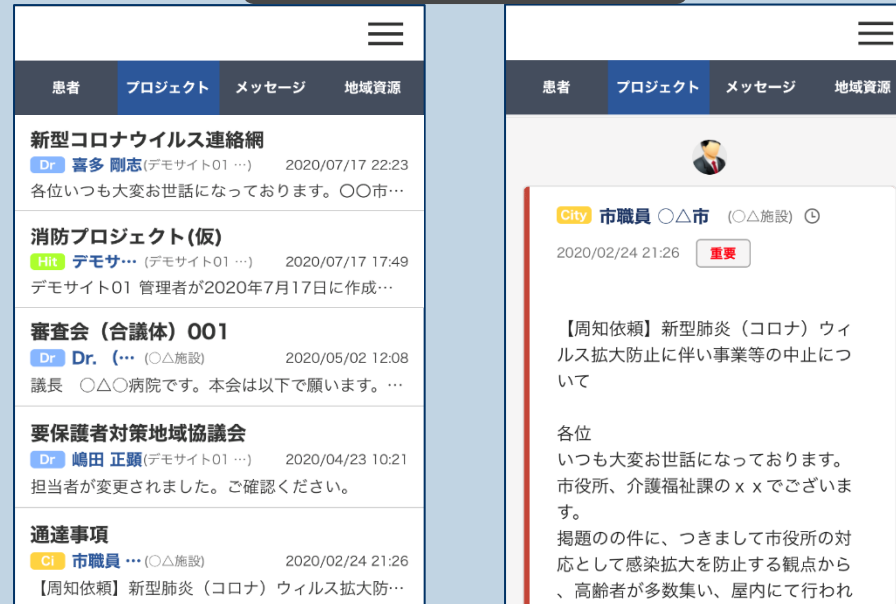 患者 プロジェクト メッセージ 地域資源
新型コロナウイルス連絡網
Dr 喜多 剛志(デモサイト01 …) 2020/07/17 22:23
各位いつも大変お世話になっております。〇〇市…
消防プロジェクト(仮)
Hit デモサ… (デモサイト01 …) 2020/07/17 17:49
デモサイト01 管理者が2020年7月17日に作成…
審査会（合議体）001
Dr Dr. (… (○△施設) 2020/05/02 12:08
議長　○△○病院です。本会は以下で願います。…
要保護者対策地域協議会
Dr 嶋田 正顕(デモサイト01 …) 2020/04/23 10:21
担当者が変更されました。ご確認ください。
通達事項
Ci 市職員 …(○△施設) 2020/02/24 21:26
【周知依頼】新型肺炎（コロナ）ウィルス拡大防…
患者 プロジェクト メッセージ 地域資源
City 市職員 ○△市 (○△施設)
2020/02/24 21:26 重要
【周知依頼】新型肺炎（コロナ）ウィ
ルス拡大防止に伴い事業等の中止につ
いて
各位
いつも大変お世話になっております。
市役所、介護福祉課のｘｘでございま
す。
掲題のの件に、つきまして市役所の対
応として感染拡大を防止する観点から
、高齢者が多数集い、屋内にて行われ